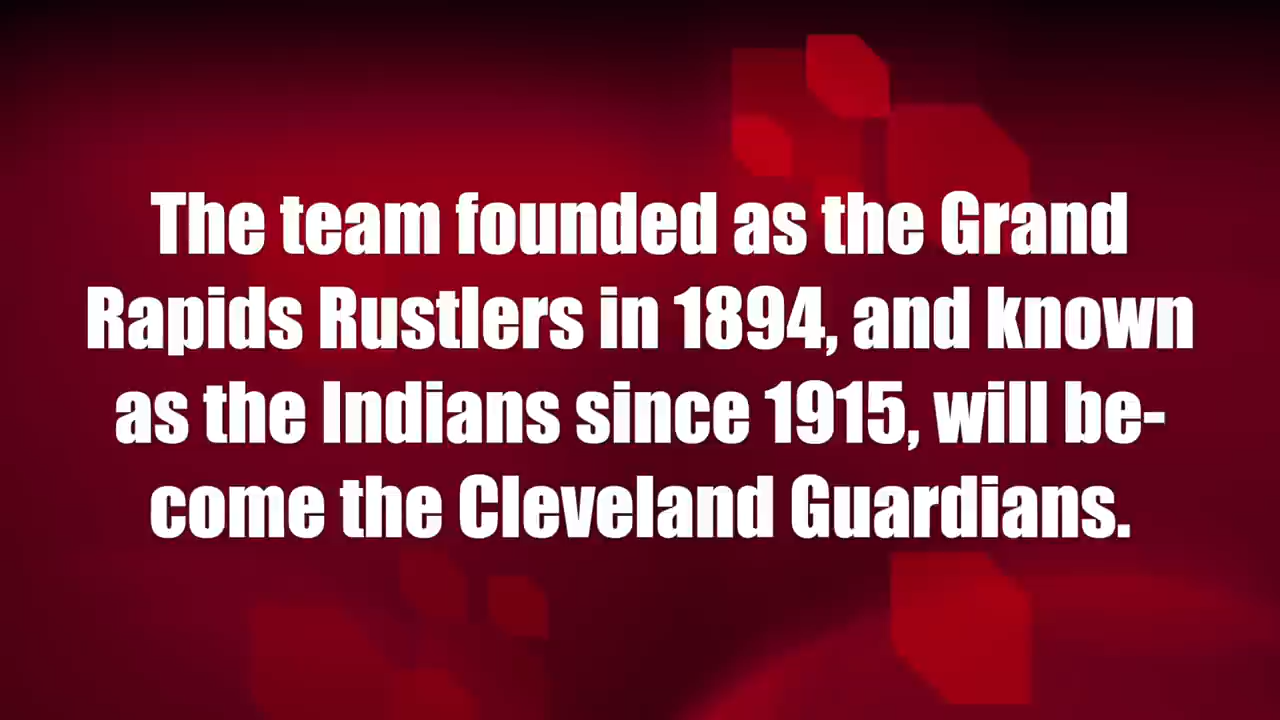 The team founded as the Grand
Rapids Rustlers in 1894, and known
as the Indians since 1915, will be-
come the Cleveland Guardians.